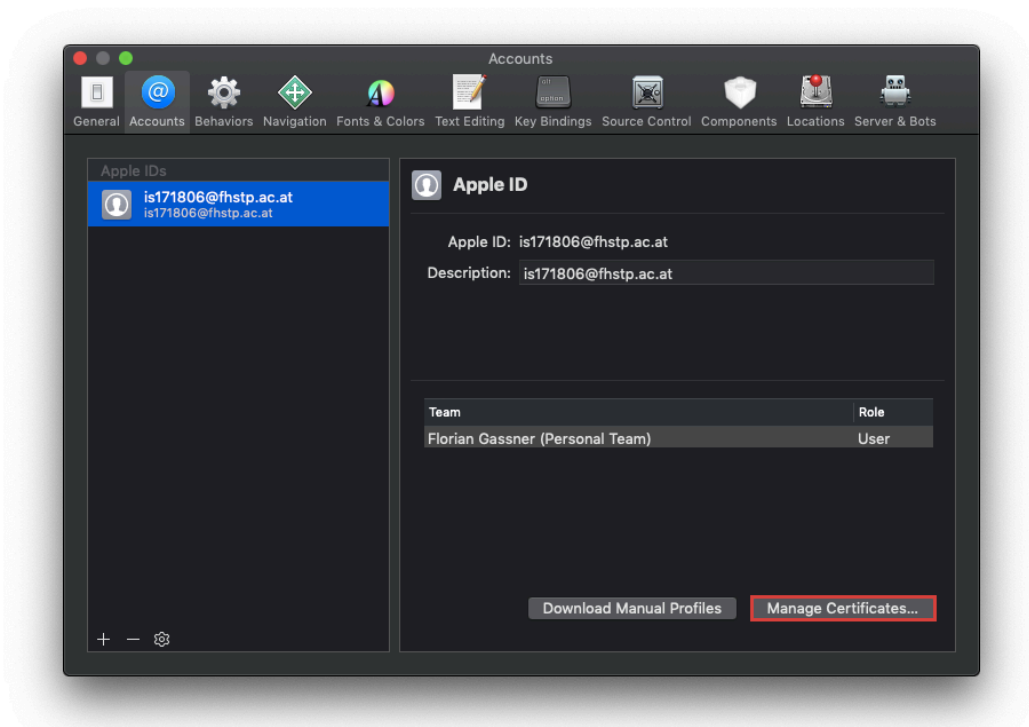 Accounts
General Accounts Behaviors Navigation Fonts & Colors Text Editing Key Bindings Source Control Components Locations Server & Bots
Apple IDs
is171806@fhstp.ac.at
is171806@fhstp.ac.at
Apple ID
Apple ID: is171806@fhstp.ac.at
Description: is171806@fhstp.ac.at
Team Role
Florian Gassner (Personal Team) User
Download Manual Profiles Manage Certificates...